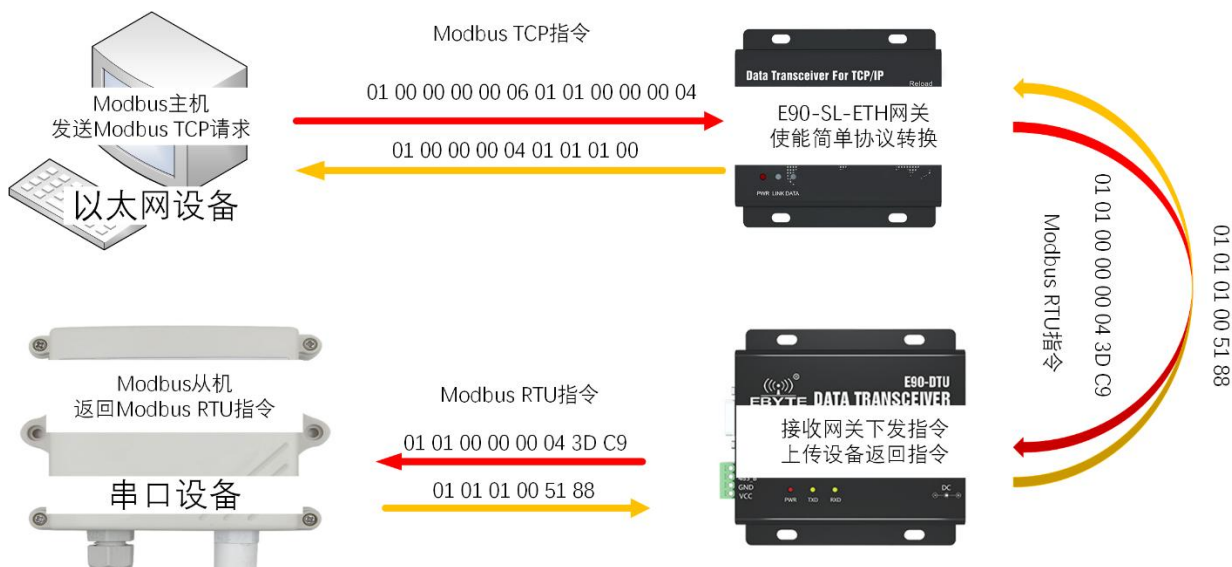 Modbus TCP指令
01 00 00 00 00 06 01 01 00 00 00 04
01 00 00 00 04 01 01 01 00
Modbus主机
发送Modbus TCP请求
以太网设备
Data Transceiver For TCP/IP
Reload
E90-SL-ETH网关
使能简单协议转换
PWR LINK DATA
01 01 01 00 51 88
01 01 00 00 00 04 3D C9
Modbus RTU指令
Modbus从机
返回Modbus RTU指令
串口设备
Modbus RTU指令
01 01 00 00 00 04 3D C9
01 01 01 00 51 88
E90-DTU
EBYTE DATA TRANSCEIVER
接收网关下发指令
上传设备返回指令
GND
VCC
PWR TXD RXD
DC